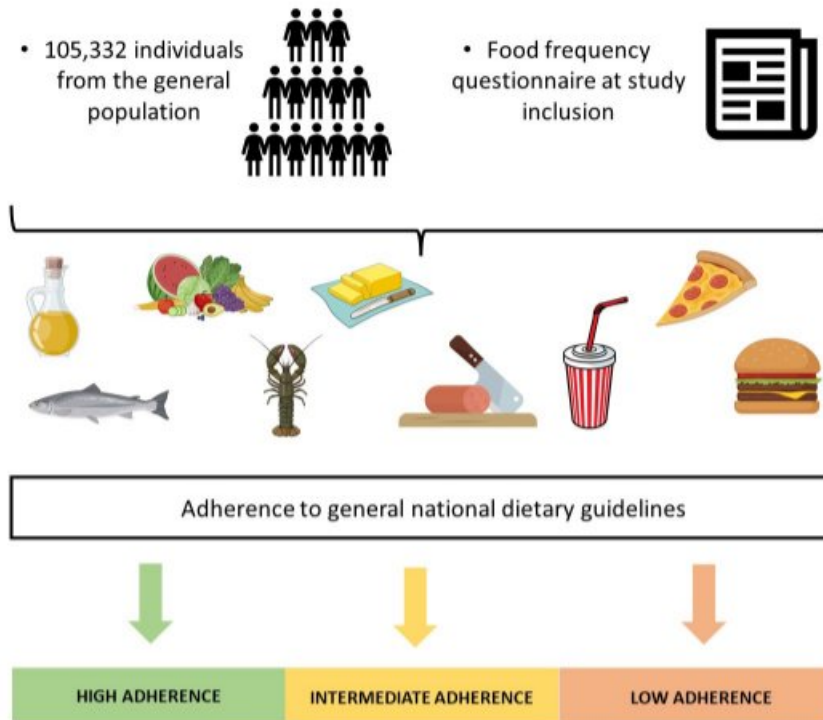 • 105,332 individuals
from the general
population
• Food frequency
questionnaire at study
inclusion
Adherence to general national dietary guidelines
HIGH ADHERENCE
INTERMEDIATE ADHERENCE
LOW ADHERENCE